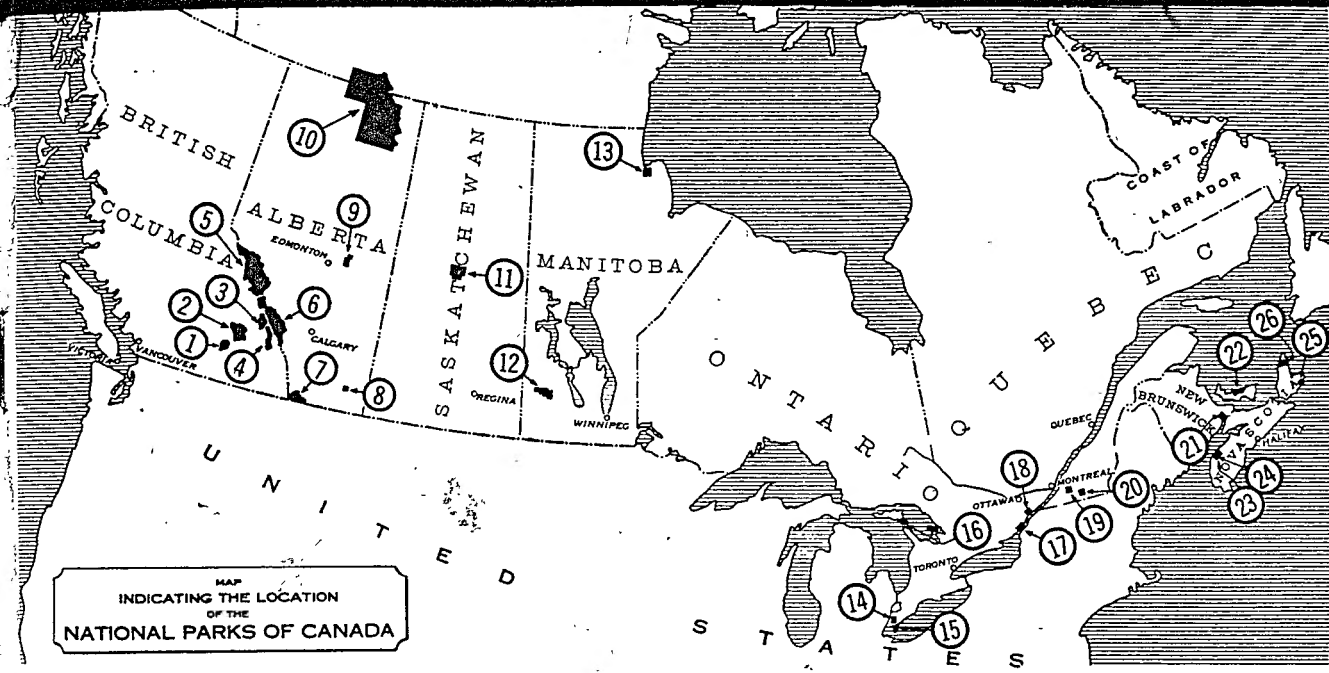 BRITISH
COLUMBIA
ALBERTA
SASKATCHEWAN
MANITOBA
ONTARIO
QUEBEC
COAST OF
LABRADOR
NEW
BRUNSWICK
NOVA SCO
UNITED
STATES
EDMONTON
CALGARY
VICTORIA
VANCOUVER
REGINA
WINNIPEG
QUEBEC
MONTREAL
OTTAWA
TORONTO
HALIFAX
1
2
3
4
5
6
7
8
9
10
11
12
13
14
15
16
17
18
19
20
21
22
23
24
25
26
MAP
INDICATING THE LOCATION
OF THE
NATIONAL PARKS OF CANADA